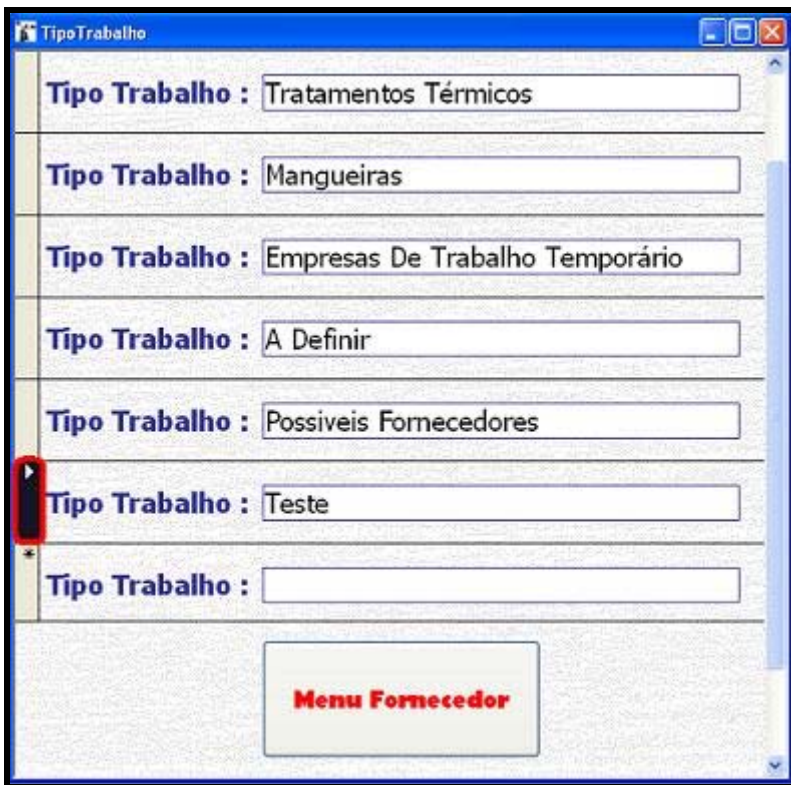 TipoTrabalho
Tipo Trabalho : Tratamentos Térmicos
Tipo Trabalho : Mangueiras
Tipo Trabalho : Empresas De Trabalho Temporário
Tipo Trabalho : A Definir
Tipo Trabalho : Possiveis Fornecedores
Tipo Trabalho : Teste
Tipo Trabalho :
Menu Fornecedor